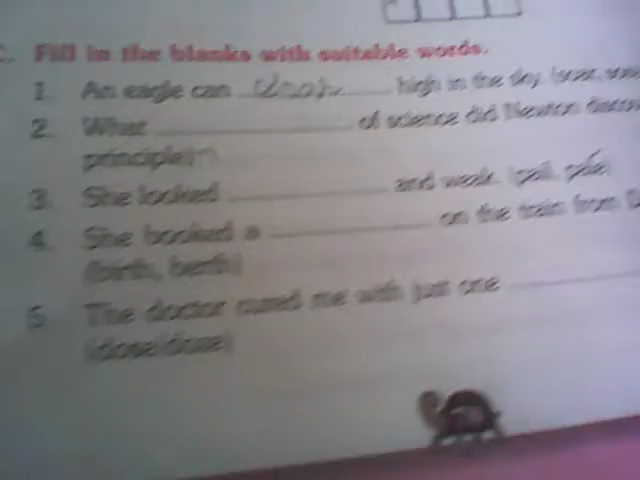 C. Fill in the blanks with suitable words.
1. An eagle can ________ high in the sky. (soar,
2. What ________ of science did Newton
principle)
3. She looked ________ and weak. (pail, pale)
4. She booked a ________ on the train from
(birth, berth)
5. The doctor cured me with just one ________
(dose/doze)